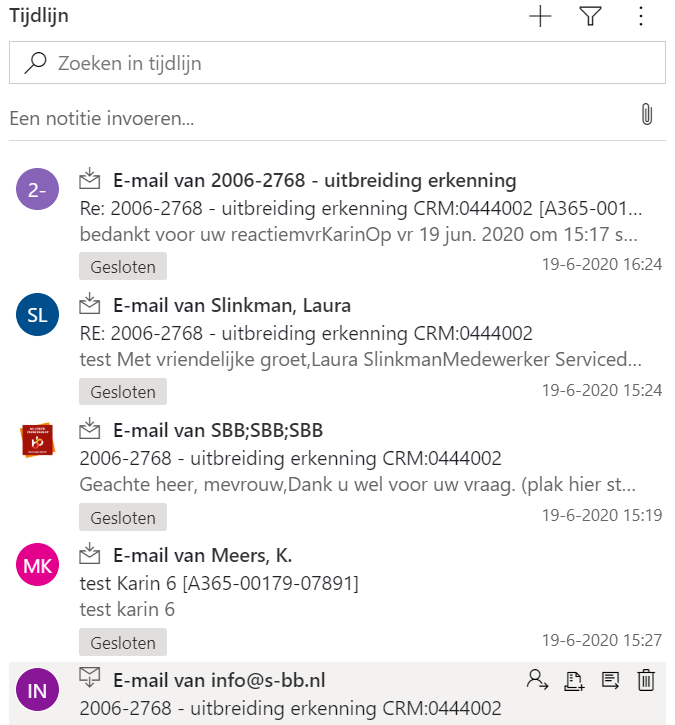 Tijdlijn
Zoeken in tijdlijn
Een notitie invoeren...
2-
E-mail van 2006-2768 - uitbreiding erkenning
Re: 2006-2768 - uitbreiding erkenning CRM:0444002 [A365-001...
bedankt voor uw reactiemvrKarinOp vr 19 jun. 2020 om 15:17 s...
Gesloten
19-6-2020 16:24
SL
E-mail van Slinkman, Laura
RE: 2006-2768 - uitbreiding erkenning CRM:0444002
test Met vriendelijke groet,Laura SlinkmanMedewerker Serviced...
Gesloten
19-6-2020 15:24
E-mail van SBB;SBB;SBB
2006-2768 - uitbreiding erkenning CRM:0444002
Geachte heer, mevrouw,Dank u wel voor uw vraag. (plak hier st...
Gesloten
19-6-2020 15:19
MK
E-mail van Meers, K.
test Karin 6 [A365-00179-07891]
test karin 6
Gesloten
19-6-2020 15:27
IN
E-mail van info@s-bb.nl
2006-2768 - uitbreiding erkenning CRM:0444002